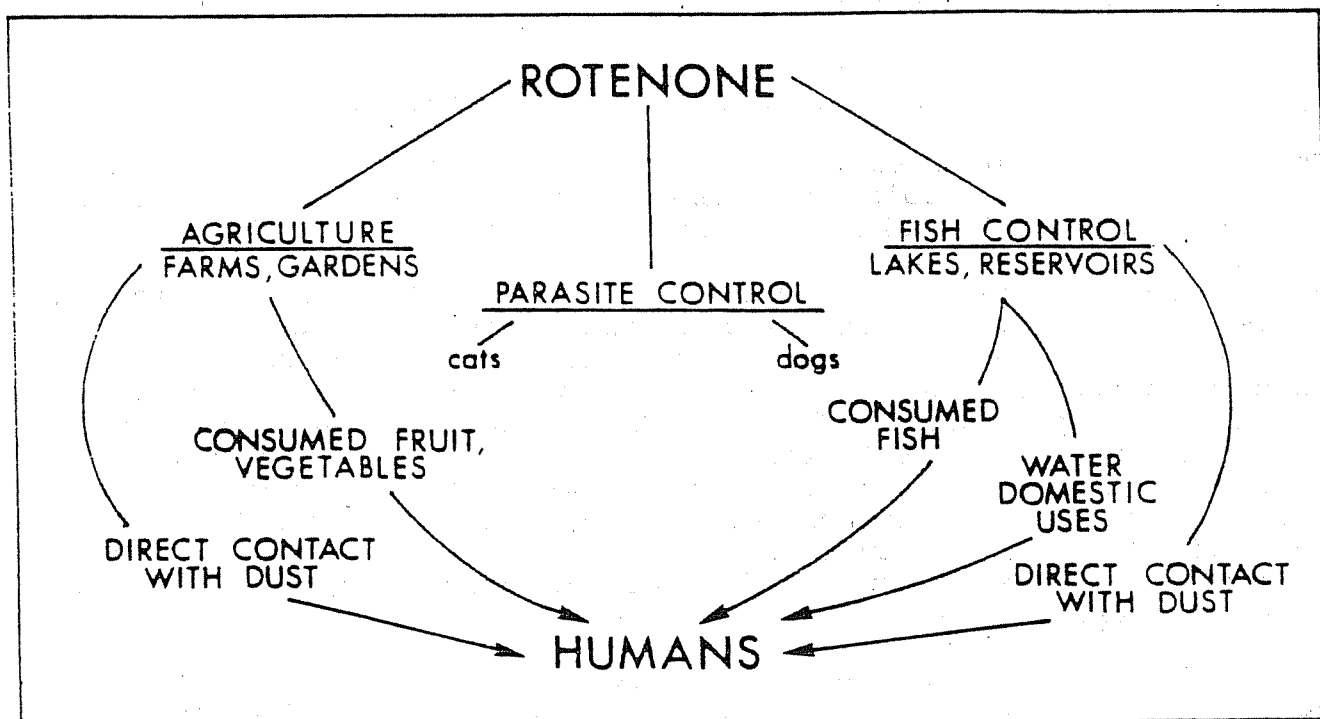 ROTENONE
AGRICULTURE
FARMS, GARDENS
FISH CONTROL
LAKES, RESERVOIRS
PARASITE CONTROL
cats
dogs
CONSUMED FRUIT,
VEGETABLES
CONSUMED
FISH
WATER
DOMESTIC
USES
DIRECT CONTACT
WITH DUST
DIRECT CONTACT
WITH DUST
HUMANS